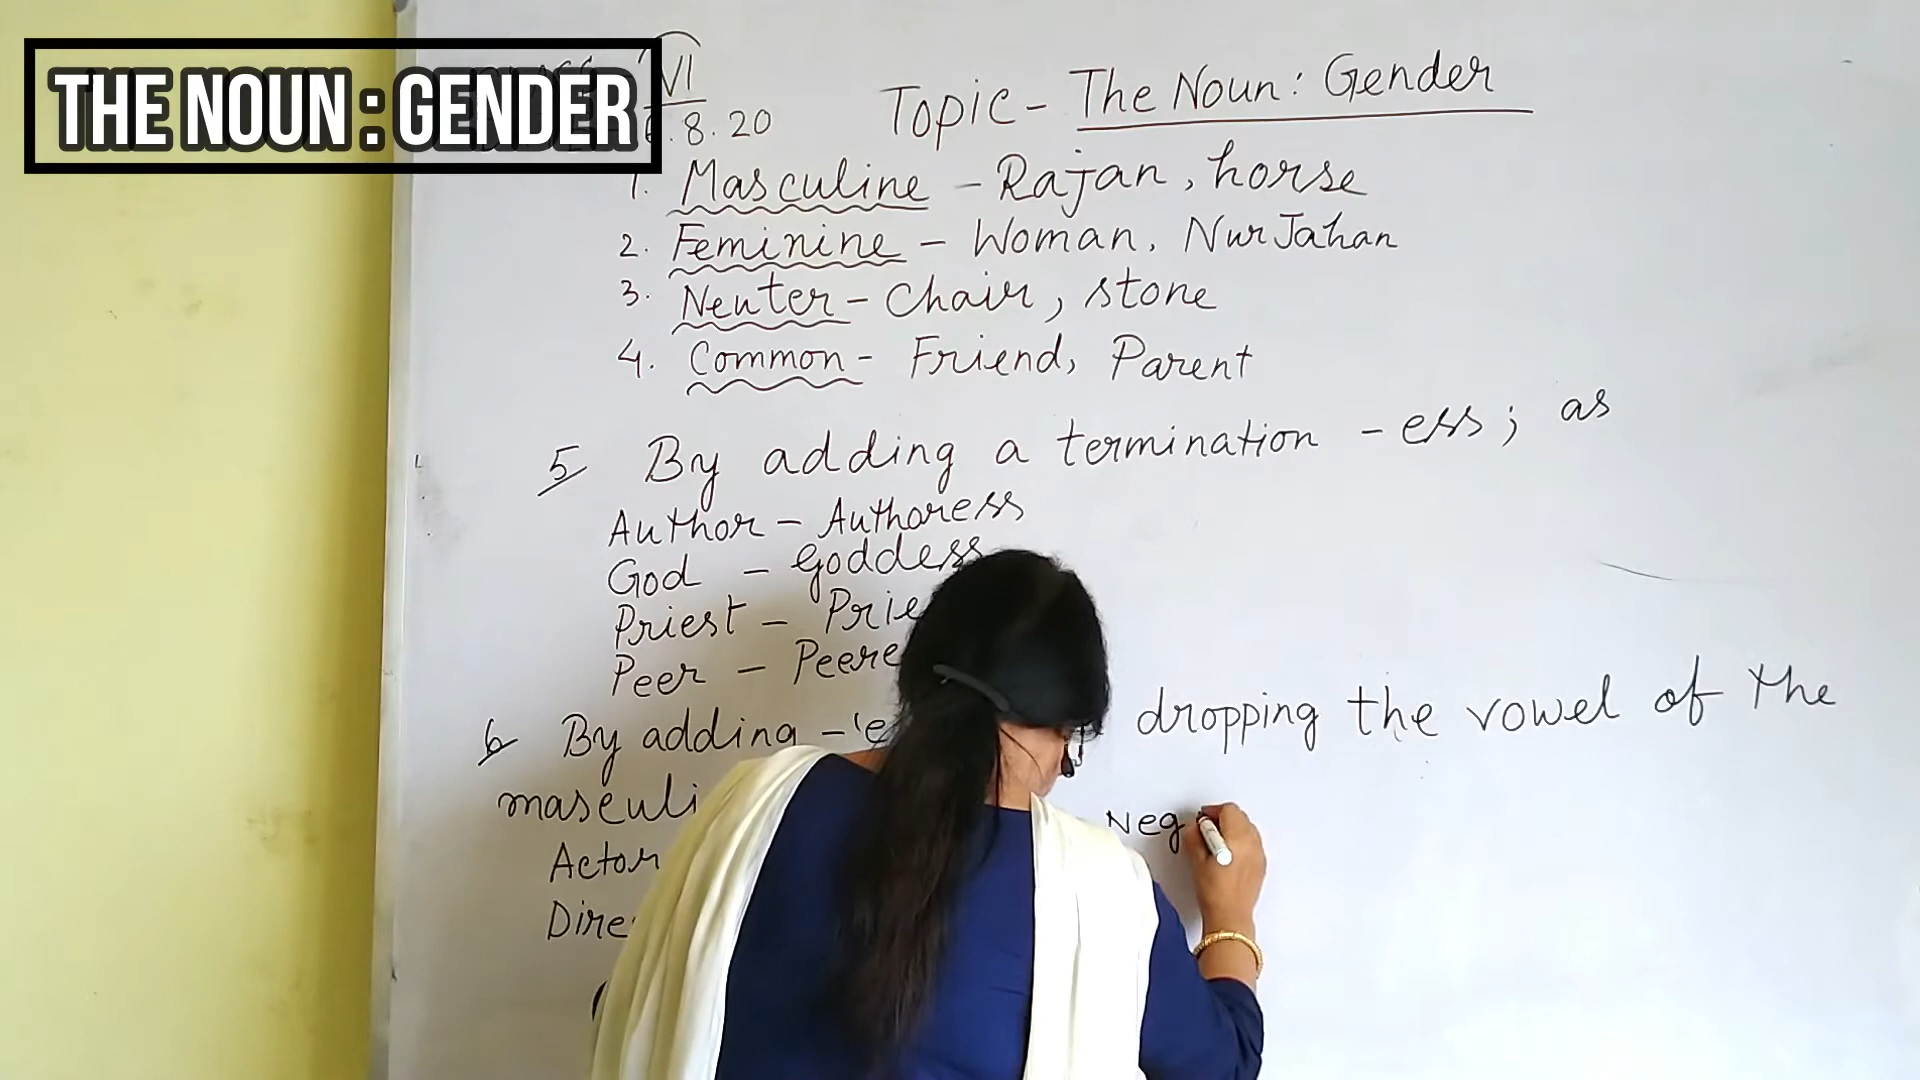 THE NOUN : GENDER
VI
.8.20
Topic - The Noun: Gender
1. Masculine - Rajan, horse
2. Feminine - Woman, NurJahan
3. Neuter - Chair, stone
4. Common - Friend, Parent
5 By adding a termination - ess; as
Author - Authoress
God - goddess
Priest - Prie
Peer - Peere
6 By adding - 'e dropping the vowel of the
masculi
Neg
Actor
Dire